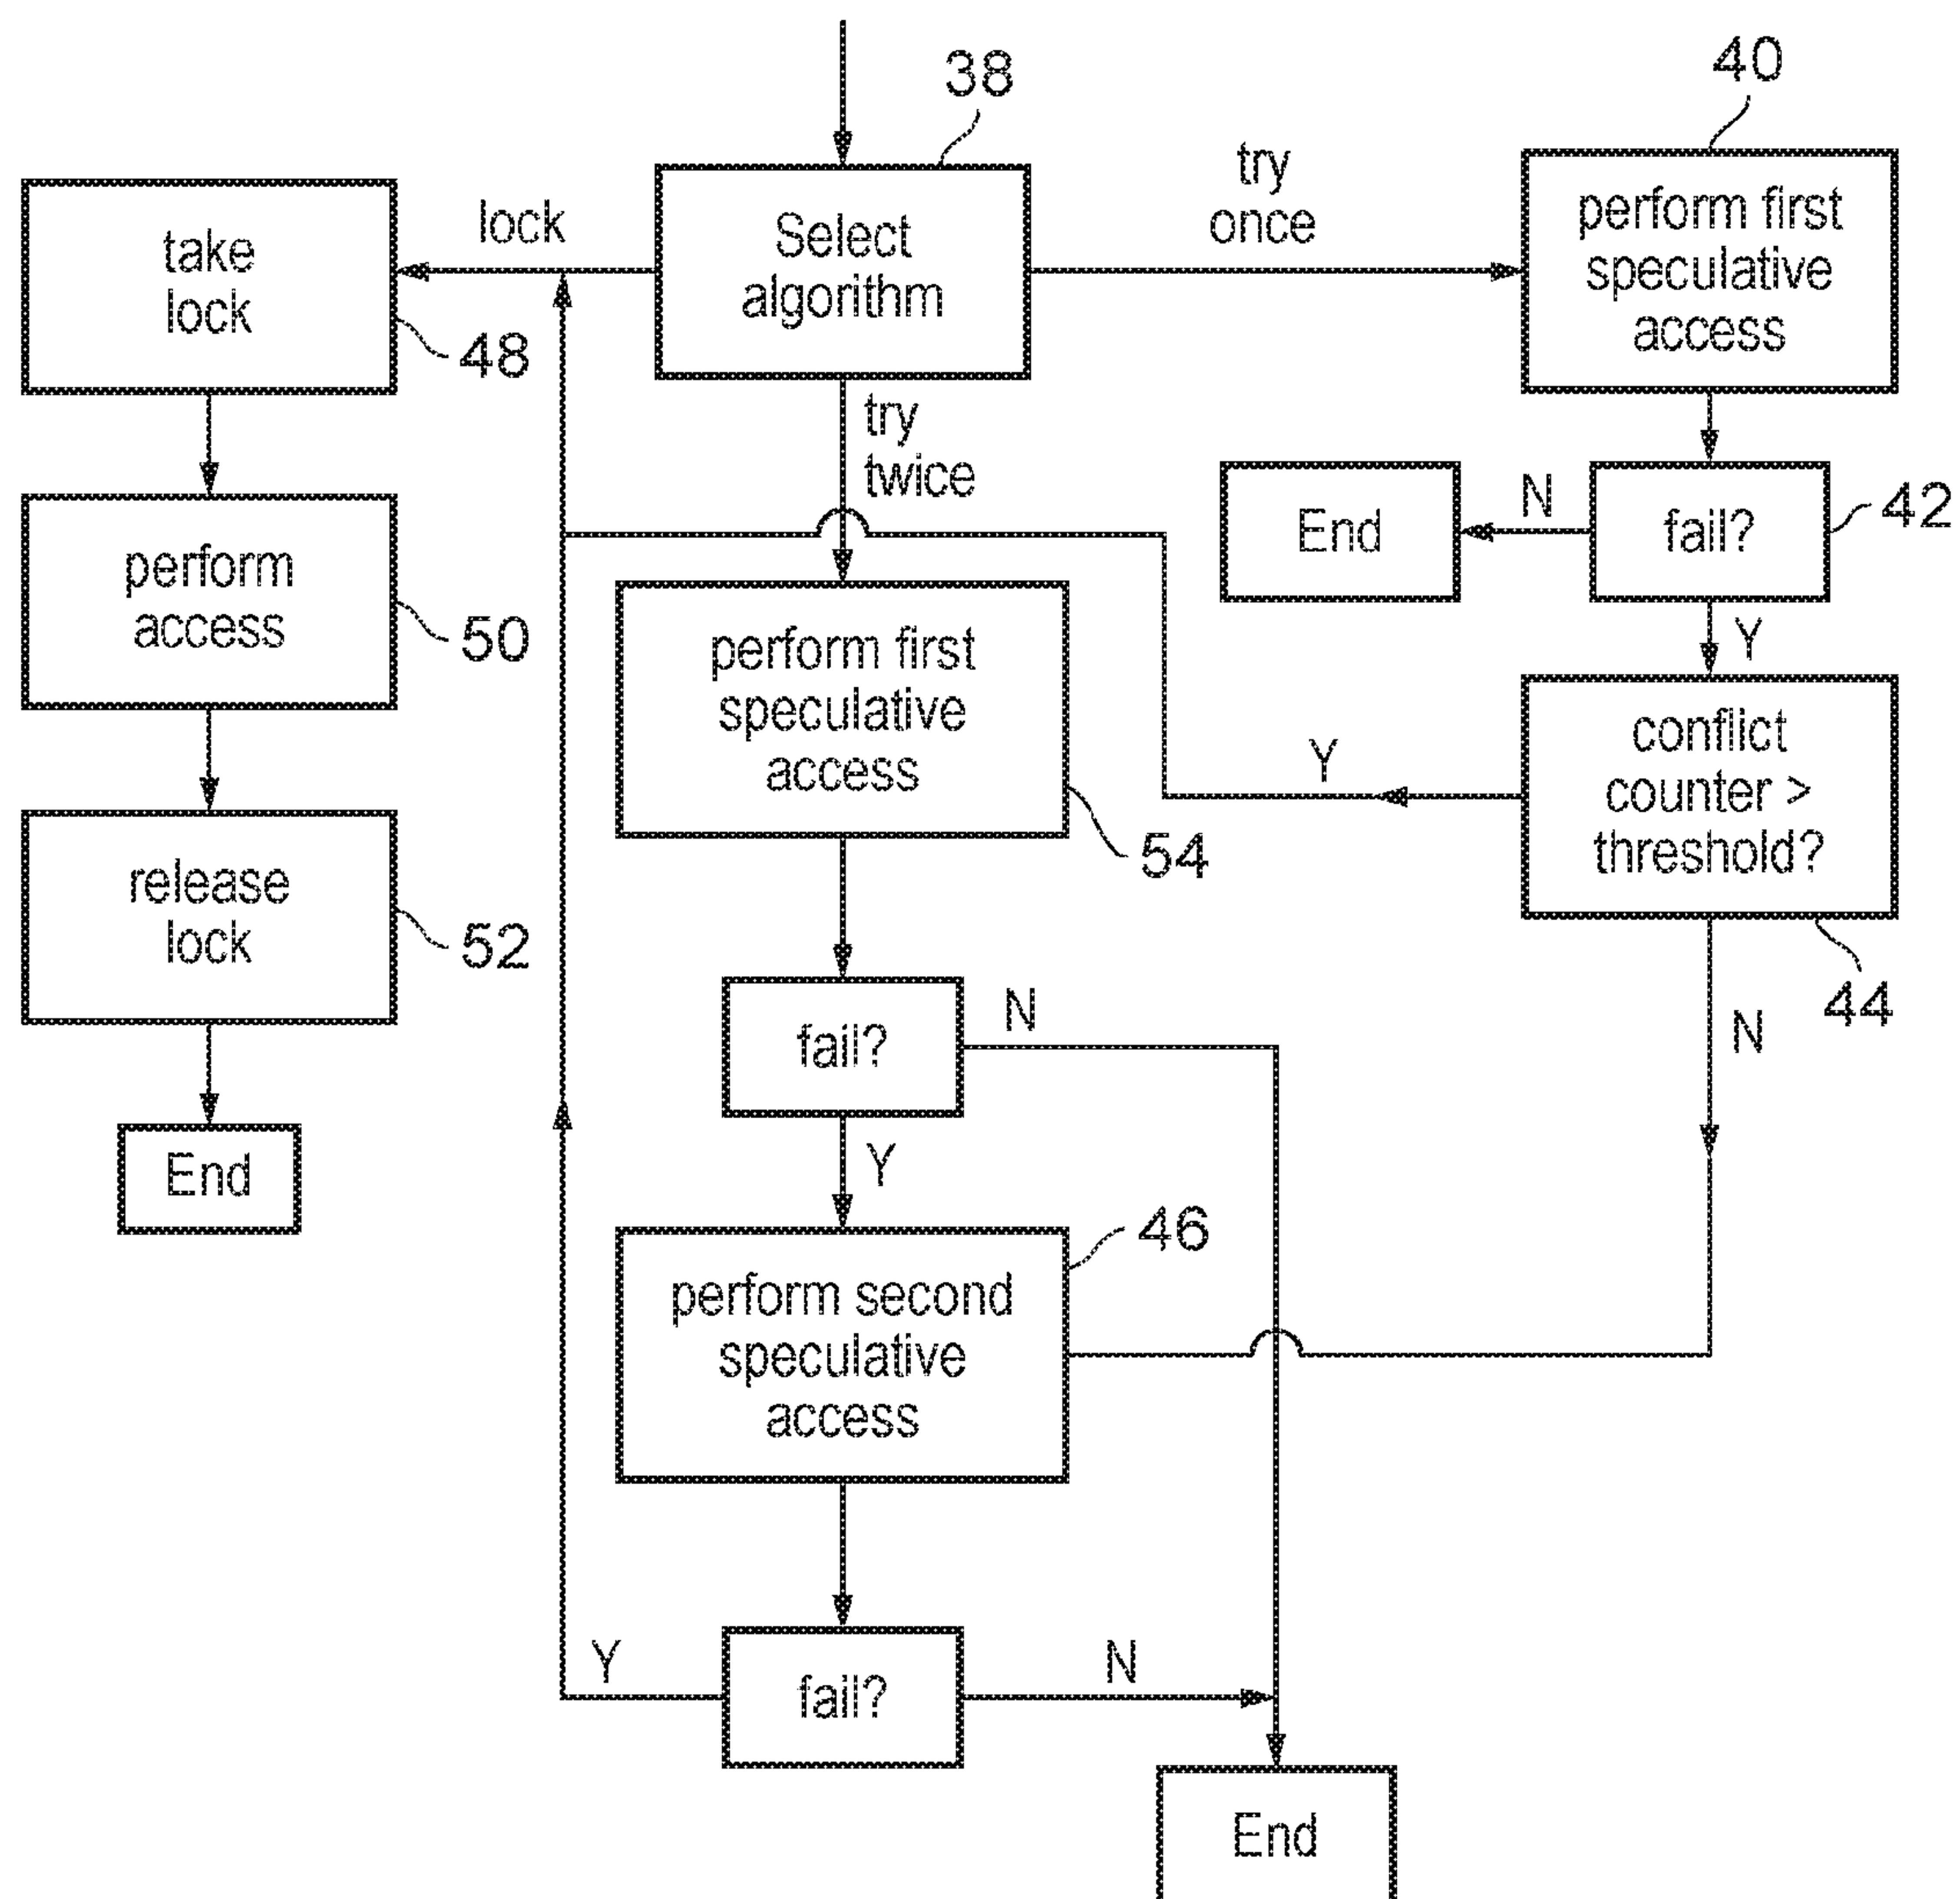 38
40
Select
algorithm
lock
try
once
take
lock
48
perform first
speculative
access
try
twice
End
N
fail?
42
Y
perform
access
50
perform first
speculative
access
54
Y
conflict
counter >
threshold?
44
N
release
lock
52
fail?
N
Y
End
46
perform second
speculative
access
Y
fail?
N
End